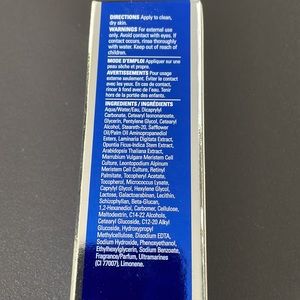 DIRECTIONS Apply to clean,
dry skin.
WARNINGS For external use
only. Avoid contact with eyes. If
contact occurs, rinse thoroughly
with water. Keep out of reach of
children.
MODE D'EMPLOI Appliquer sur une
peau sèche et propre.
AVERTISSEMENTS Pour usage
externe seulement. Éviter le contact
avec les yeux. En cas de contact,
rincer à fond avec de l'eau. Tenir
hors de la portée des enfants.
INGREDIENTS / INGRÉDIENTS
Aqua/Water/Eau, Dicaprylyl
Carbonate, Cetearyl Isononanoate,
Glycerin, Pentylene Glycol, Cetearyl
Alcohol, Steareth-20, Safflower
Oil/Palm Oil Aminopropanediol
Esters, Laminaria Digitata Extract,
Opuntia Ficus-Indica Stem Extract,
Arabidopsis Thaliana Extract,
Marrubium Vulgare Meristem Cell
Culture, Leontopodium Alpinum
Meristem Cell Culture, Retinyl
Palmitate, Tocopheryl Acetate,
Tocopherol, Micrococcus Lysate,
Caprylyl Glycol, Hexylene Glycol,
Lactose, Galactoarabinan, Lecithin,
Schizophyllan, Beta-Glucan,
1,2-Hexanediol, Carbomer, Cellulose,
Maltodextrin, C14-22 Alcohols,
Cetearyl Glucoside, C12-20 Alkyl
Glucoside, Hydroxypropyl
Methylcellulose, Disodium EDTA,
Sodium Hydroxide, Phenoxyethanol,
Ethylhexylglycerin, Sodium Benzoate,
Fragrance/Parfum, Ultramarines
(CI 77007), Limonene.